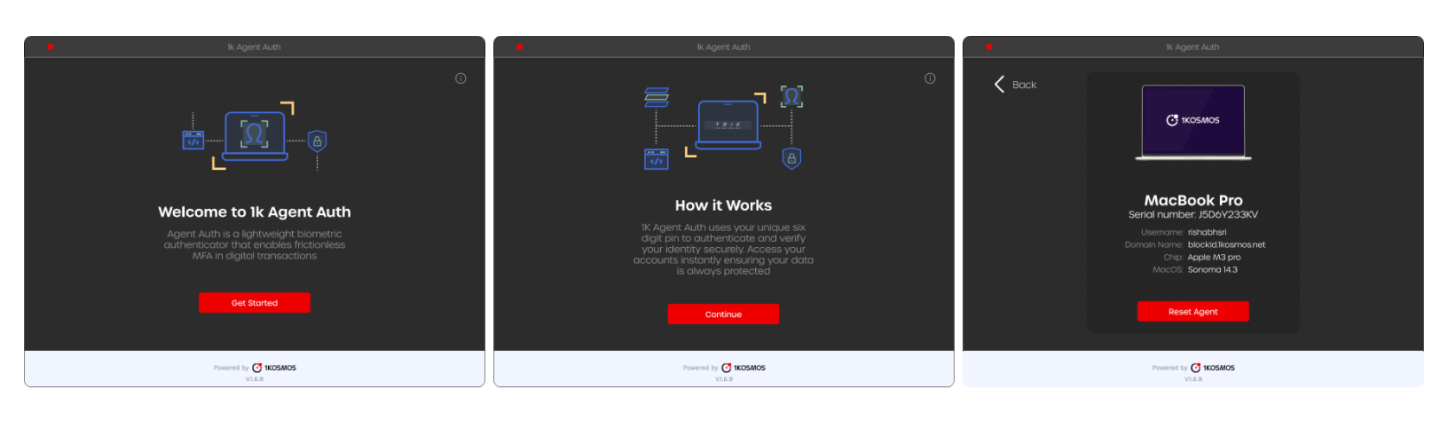 1k Agent Auth
Welcome to 1k Agent Auth
Agent Auth is a lightweight biometric
authenticator that enables frictionless
MFA in digital transactions
Get Started
Powered by 1KOSMOS
V1.6.9
1k Agent Auth
How it Works
1K Agent Auth uses your unique six
digit pin to authenticate and verify
your identity securely. Access your
accounts instantly ensuring your data
is always protected
Continue
Powered by 1KOSMOS
V1.6.9
1k Agent Auth
Back
1KOSMOS
MacBook Pro
Serial number: J5D6Y233KV
Username: rishabhsri
Domain Name: blockid.1kosmos.net
Chip: Apple M3 pro
MacOS: Sonoma 14.3
Reset Agent
Powered by 1KOSMOS
V1.6.9